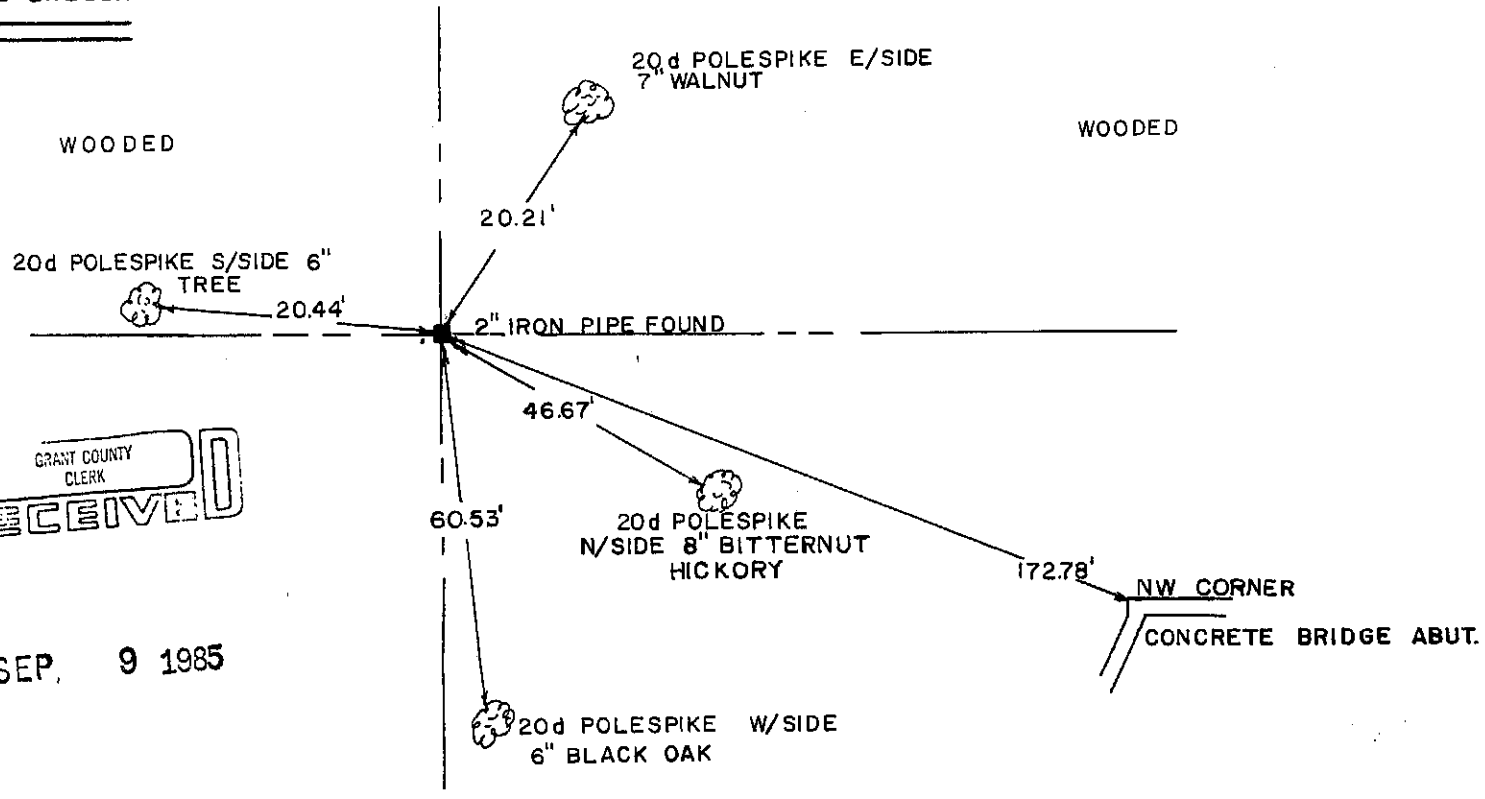 20d POLESPIKE E/SIDE
7" WALNUT
WOODED
WOODED
20.21'
20d POLESPIKE S/SIDE 6"
TREE
20.44'
2" IRON PIPE FOUND
46.67'
GRANT COUNTY
CLERK
ECEIVED
60.53'
20d POLESPIKE
N/SIDE 8" BITTERNUT
HICKORY
172.78'
NW CORNER
CONCRETE BRIDGE ABUT.
SEP. 9 1985
20d POLESPIKE W/SIDE
6" BLACK OAK